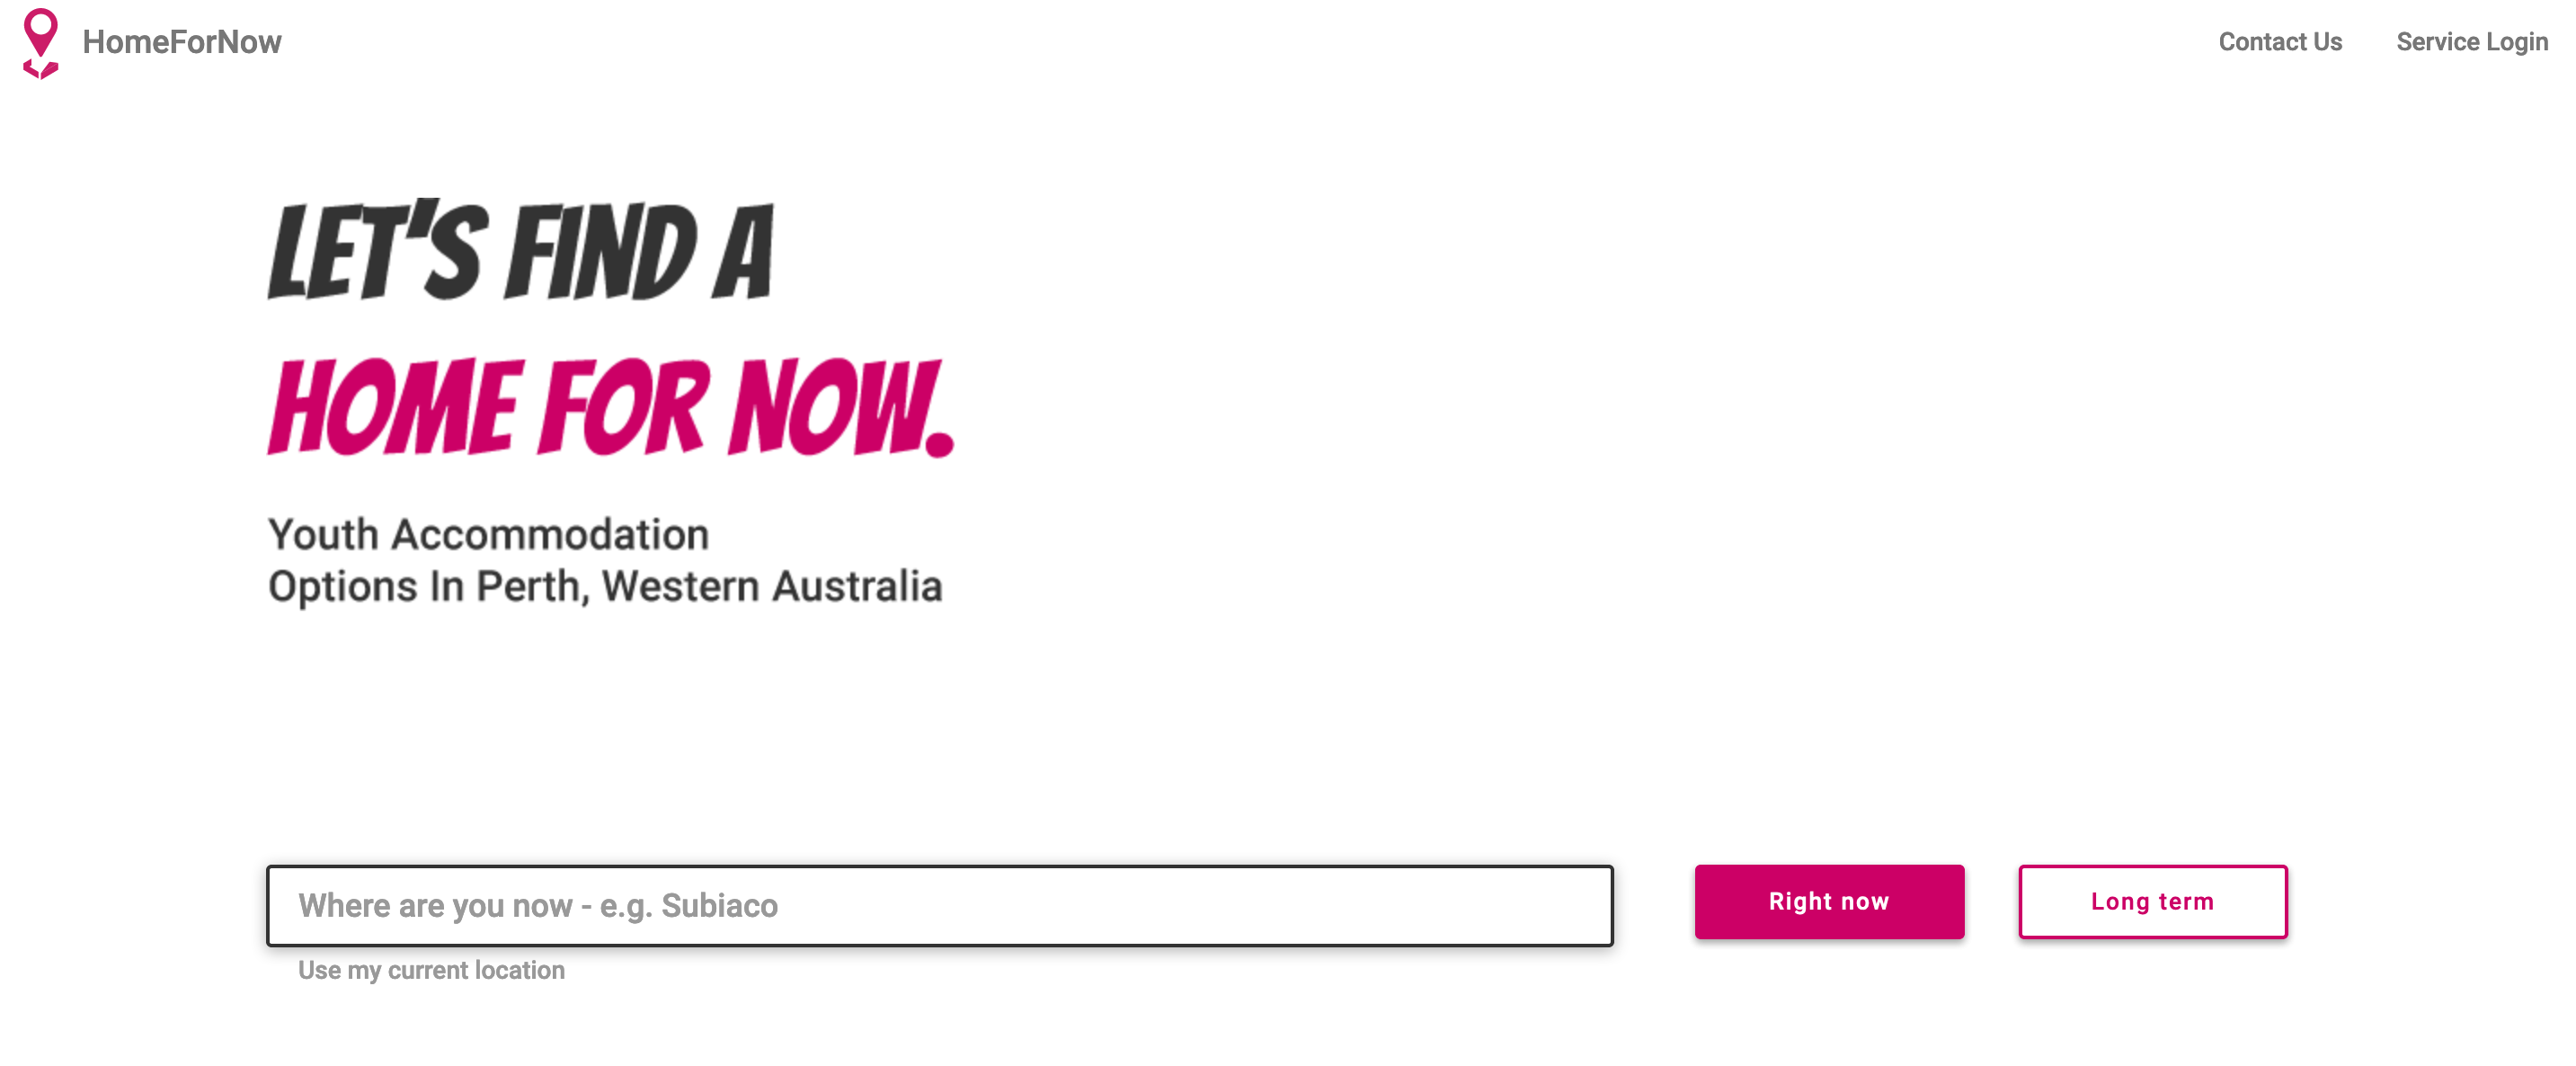 HomeForNow
Contact Us
Service Login
LET'S FIND A
HOME FOR NOW.
Youth Accommodation
Options In Perth, Western Australia
Where are you now - e.g. Subiaco
Right now
Long term
Use my current location